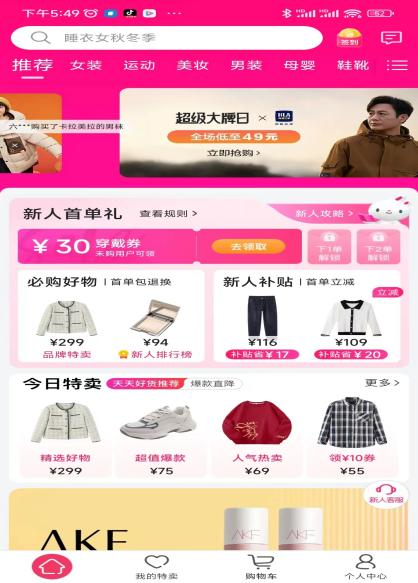 下午5:49
52
睡衣女秋冬季
签到
推荐 女装 运动 美妆 男装 母婴 鞋靴
六***购买了卡拉美拉的男袜
超级大牌日 × HLA
全场低至49元
立即抢购 >
新人首单礼 查看规则 > 新人攻略 >
¥30 穿戴券 未购用户可领 去领取 下1单解锁 下2单解锁
必购好物 | 首单包退换
新人补贴 | 首单立减
立减
¥299 ¥94 ¥116 ¥109
品牌特卖 新人排行榜 补贴省¥17 补贴省¥20
今日特卖 天天好货推荐 爆款直降 更多 >
精选好物 超值爆款 人气热卖 领¥10券
¥299 ¥75 ¥69 ¥55
新人客服
AKF
AKF AKF
我的特卖 购物车 个人中心